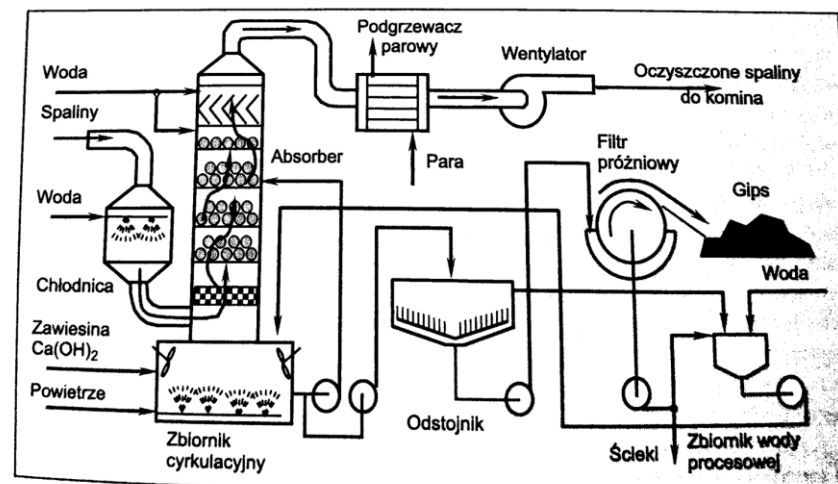 Podgrzewacz
parowy
Wentylator
Woda
Oczyszczone spaliny
do komina
Spaliny
Absorber
Para
Filtr
próżniowy
Gips
Woda
Woda
Chłodnica
Zawiesina
Ca(OH)₂
Powietrze
Zbiornik
cyrkulacyjny
Odstojnik
Ścieki
Zbiornik wody
procesowej